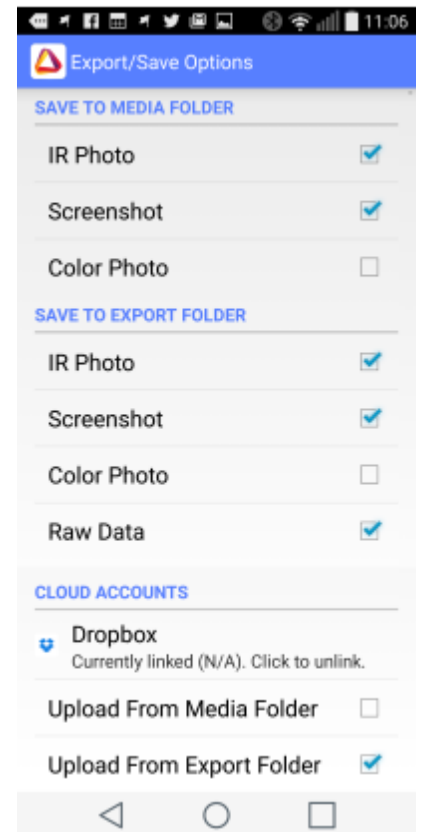 11:06
Export/Save Options
SAVE TO MEDIA FOLDER
IR Photo
Screenshot
Color Photo
SAVE TO EXPORT FOLDER
IR Photo
Screenshot
Color Photo
Raw Data
CLOUD ACCOUNTS
Dropbox
Currently linked (N/A). Click to unlink.
Upload From Media Folder
Upload From Export Folder